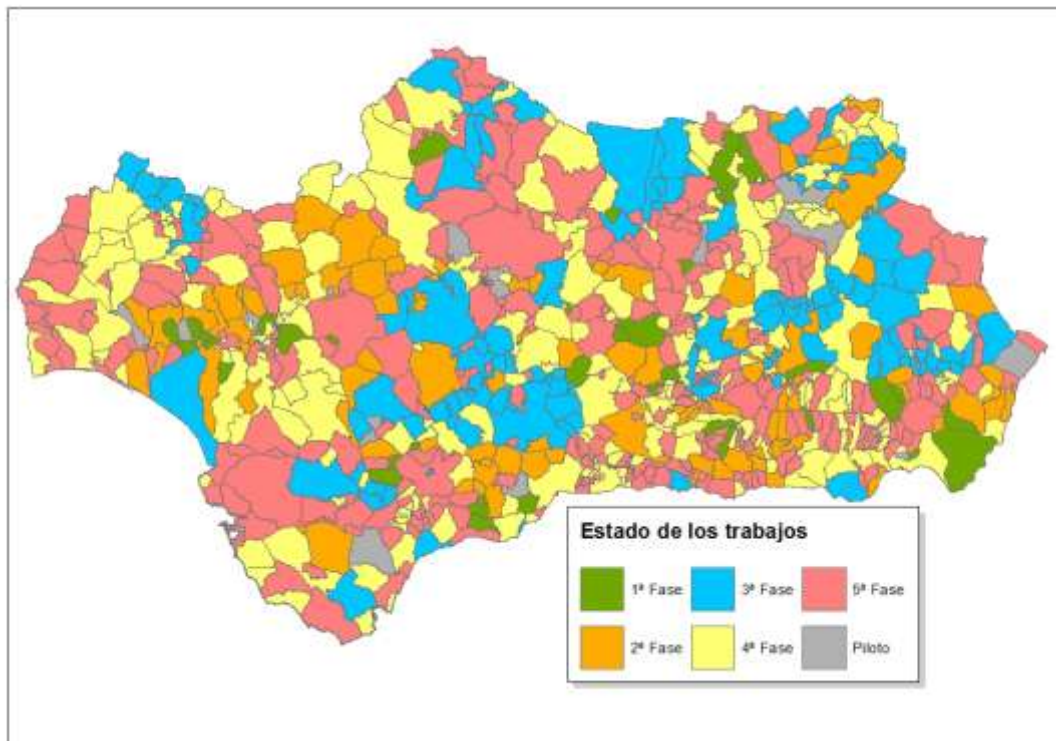 Estado de los trabajos
1ª Fase
3ª Fase
5ª Fase
2ª Fase
4ª Fase
Piloto